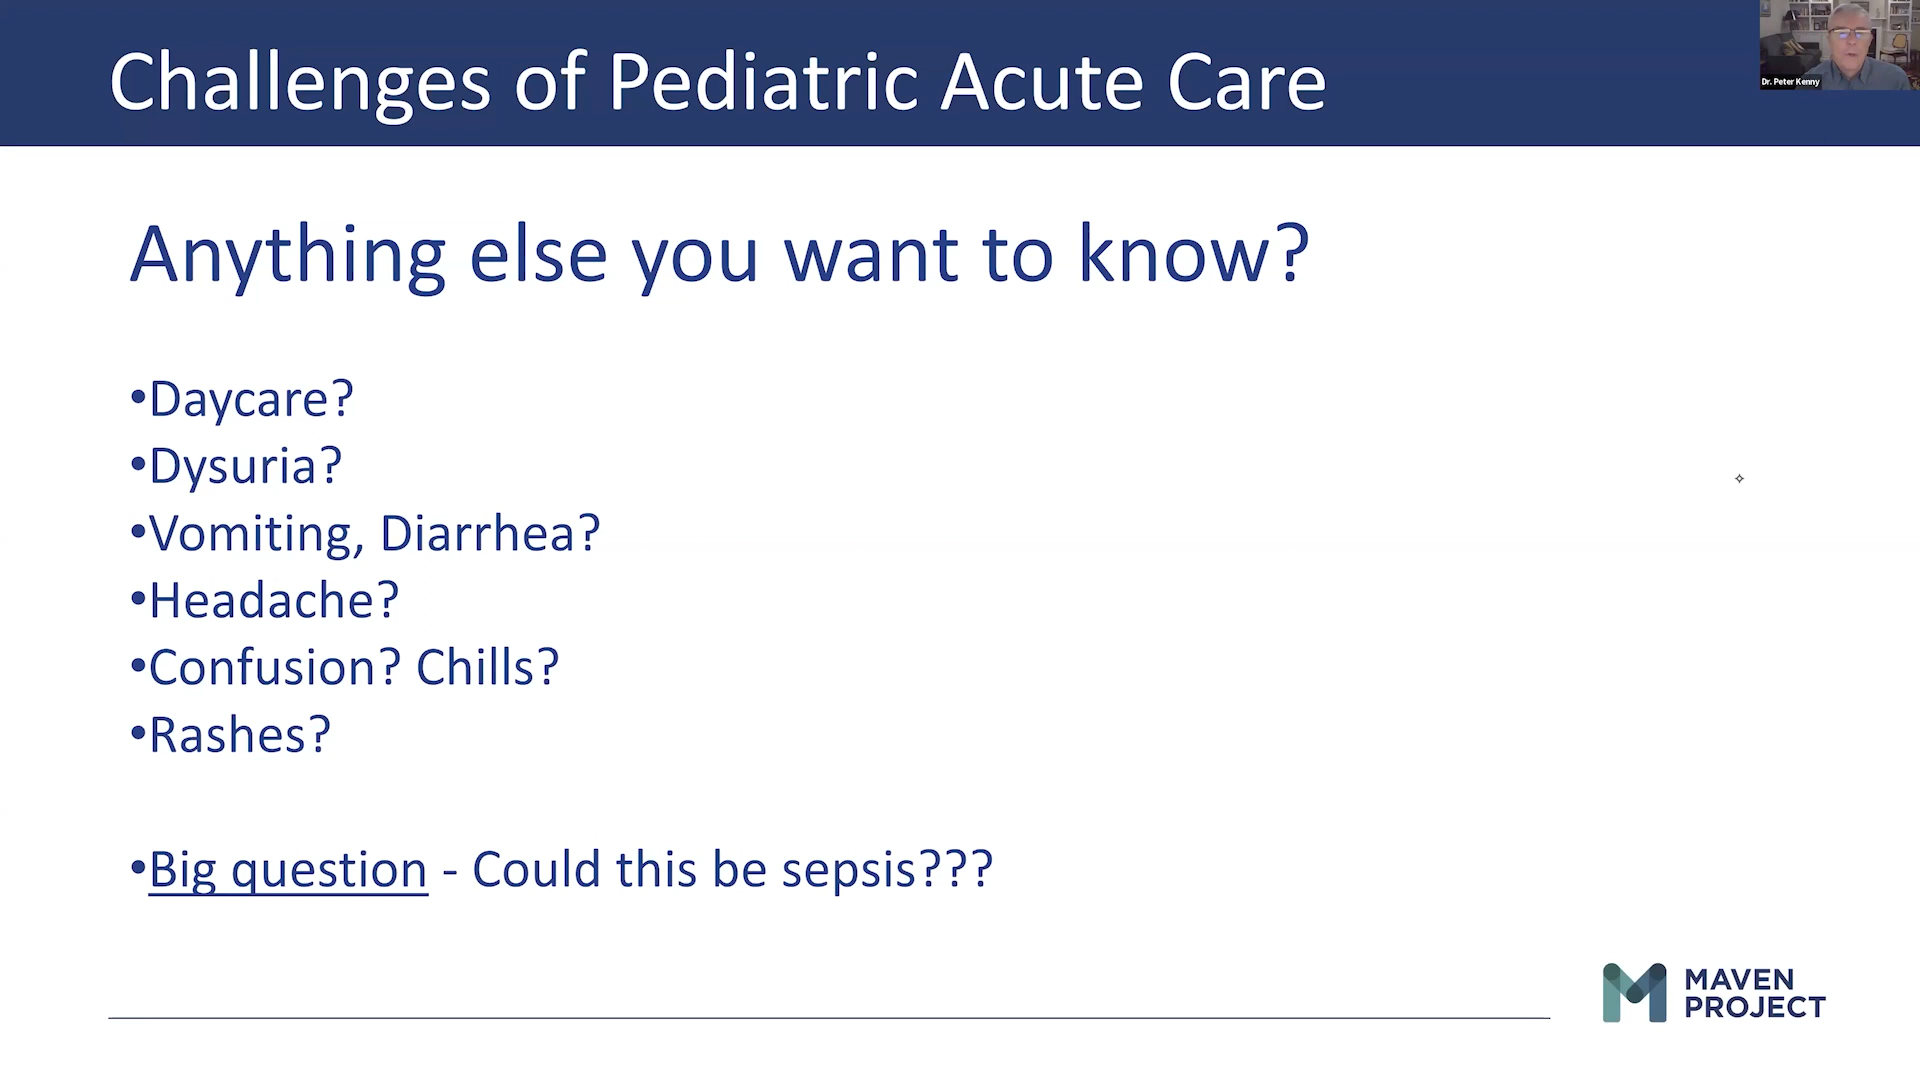 Challenges of Pediatric Acute Care
Dr. Peter Kenny
Anything else you want to know?
•Daycare?
•Dysuria?
•Vomiting, Diarrhea?
•Headache?
•Confusion? Chills?
•Rashes?
•Big question - Could this be sepsis???
MAVEN
PROJECT